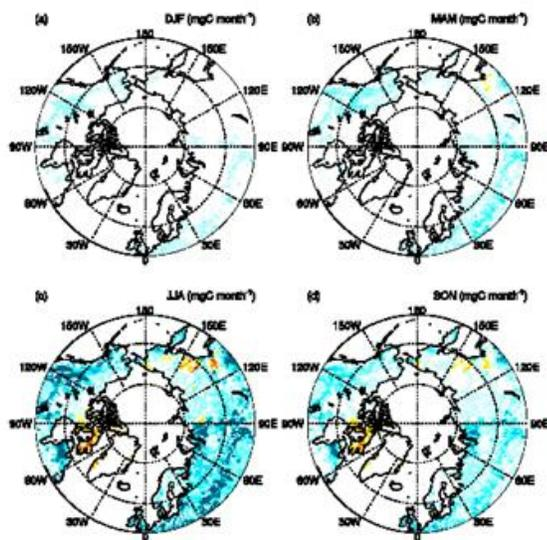 (a) DJF (mgC month⁻¹)
180
150W 150E
120W 120E
90W 90E
60W 60E
30W 30E
0
(b) MAM (mgC month⁻¹)
180
150W 150E
120W 120E
90W 90E
60W 60E
30W 30E
0
(c) JJA (mgC month⁻¹)
180
150W 150E
120W 120E
90W 90E
60W 60E
30W 30E
0
(d) SON (mgC month⁻¹)
180
150W 150E
120W 120E
90W 90E
60W 60E
30W 30E
0